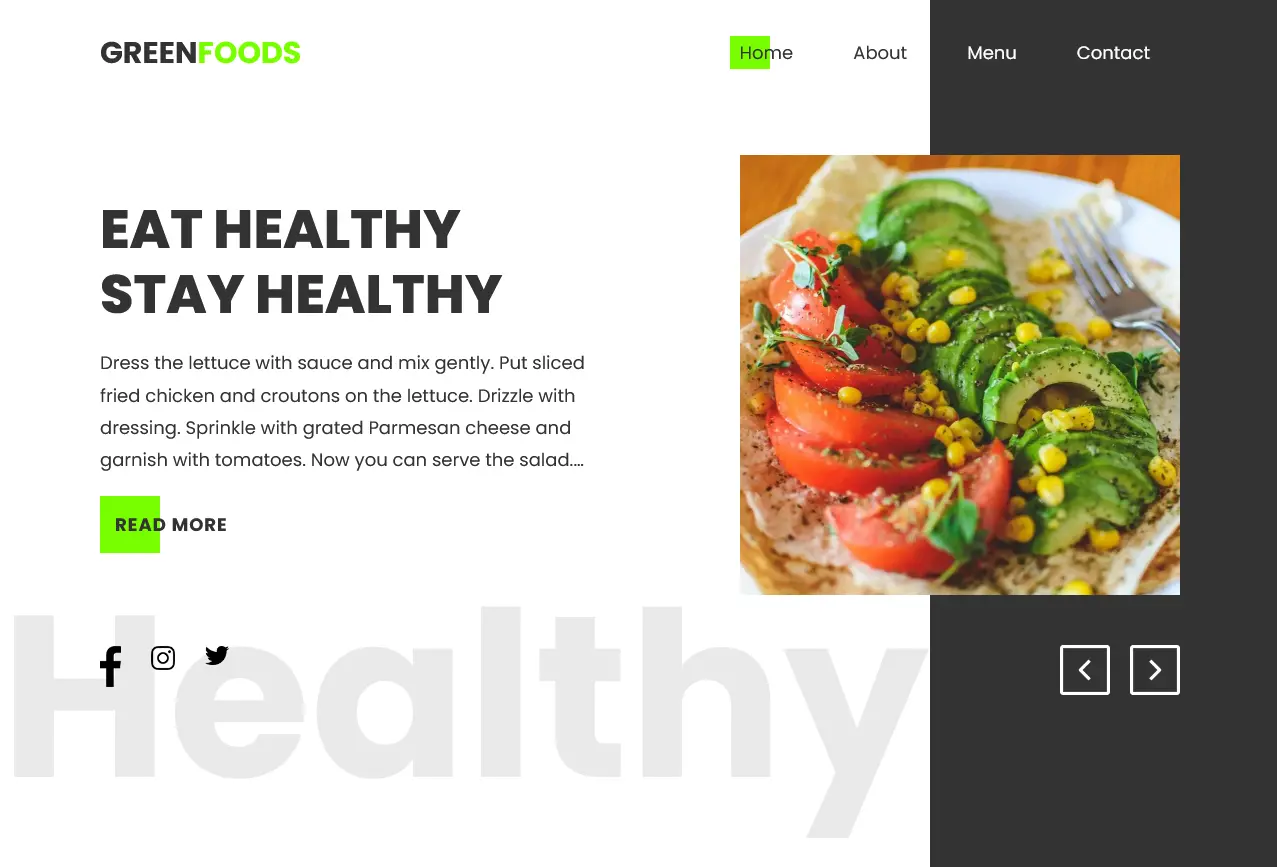 GREENFOODS
Home About Menu Contact
EAT HEALTHY
STAY HEALTHY
Dress the lettuce with sauce and mix gently. Put sliced
fried chicken and croutons on the lettuce. Drizzle with
dressing. Sprinkle with grated Parmesan cheese and
garnish with tomatoes. Now you can serve the salad....
READ MORE
Healthy